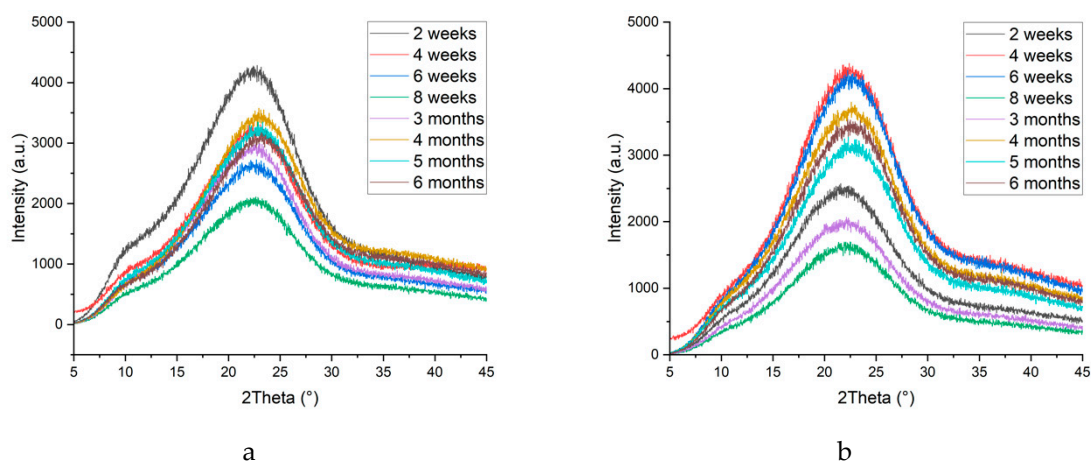 5000
4000
3000
2000
1000
0
Intensity (a.u.)
5 10 15 20 25 30 35 40 45
2Theta (°)
2 weeks
4 weeks
6 weeks
8 weeks
3 months
4 months
5 months
6 months
a
5000
4000
3000
2000
1000
0
Intensity (a.u.)
5 10 15 20 25 30 35 40 45
2Theta (°)
2 weeks
4 weeks
6 weeks
8 weeks
3 months
4 months
5 months
6 months
b